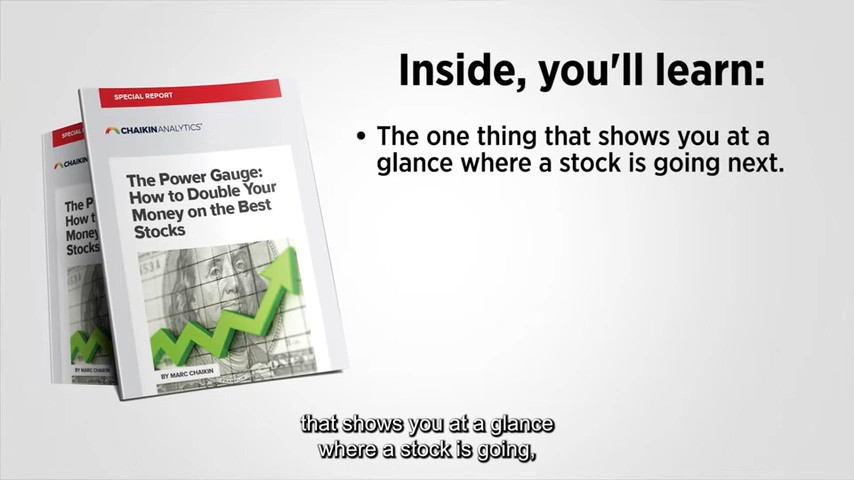 Inside, you'll learn:
• The one thing that shows you at a
glance where a stock is going next.
SPECIAL REPORT
CHAIKIN ANALYTICS™
The Power Gauge:
How to Double Your
Money on the Best
Stocks
BY MARC CHAIKIN
SPECIAL
CHAIKIN
The P
How t
Money
Stocks
that shows you at a glance
where a stock is going,